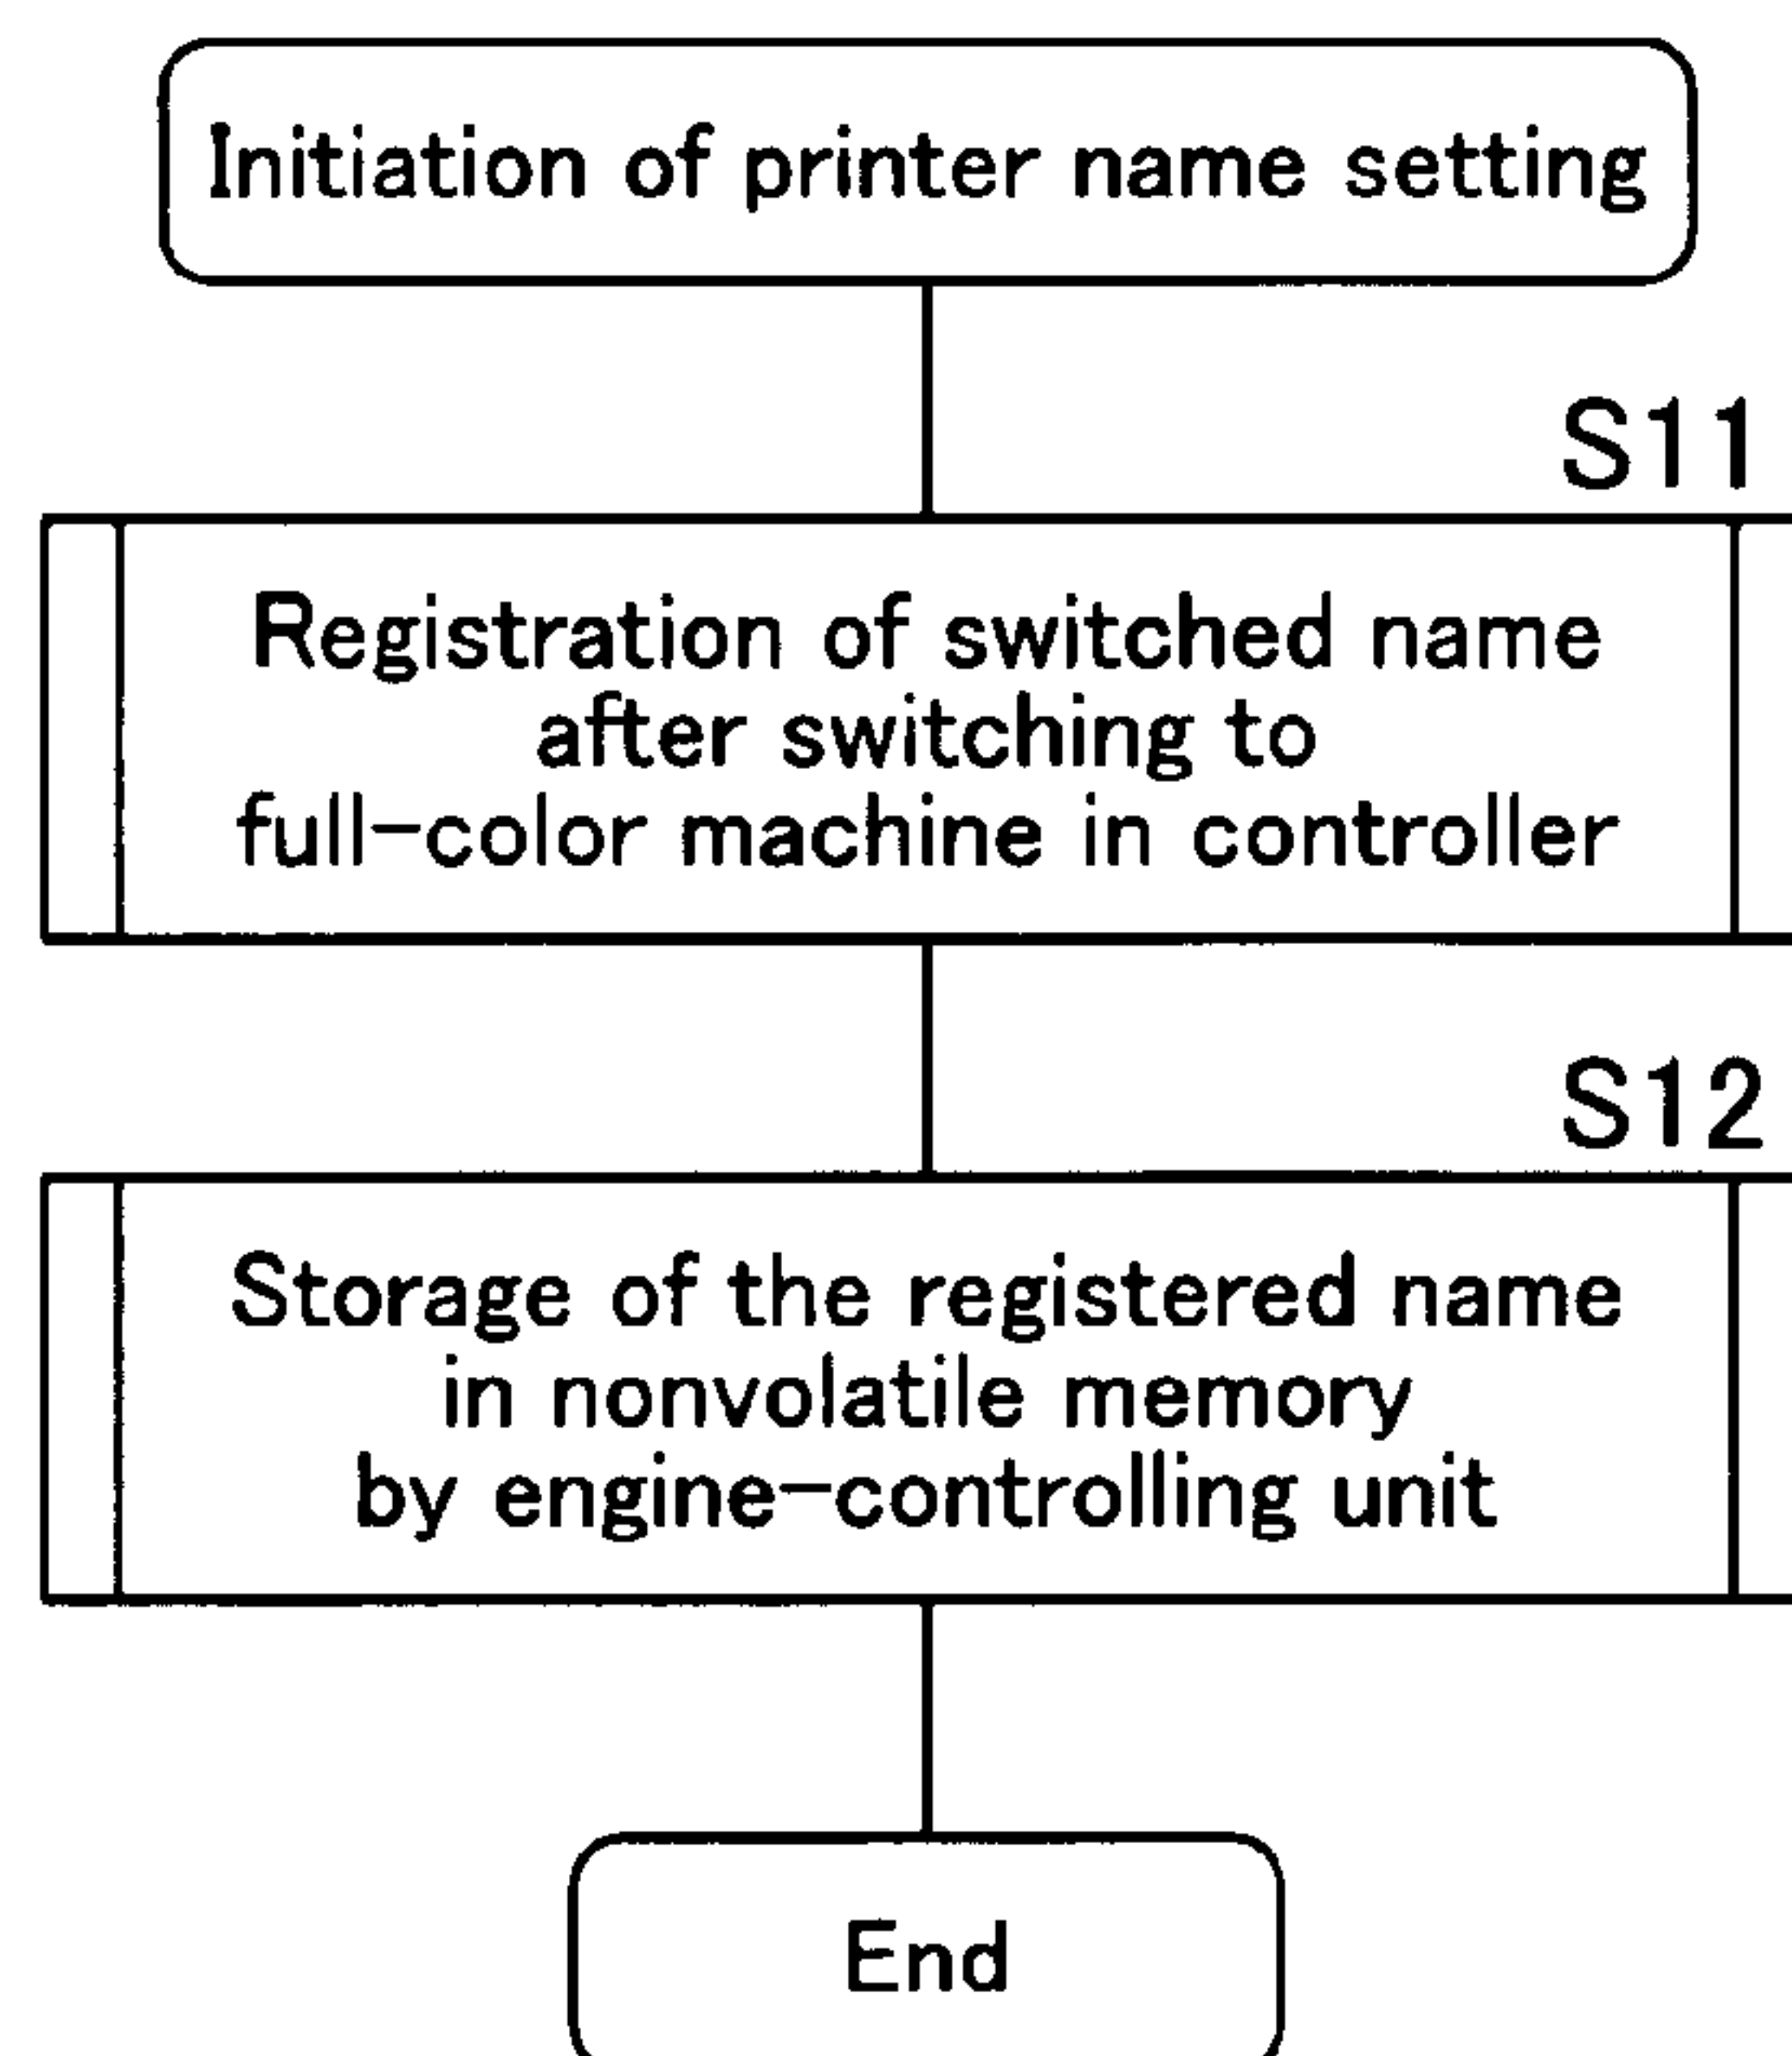 Initiation of printer name setting
S11
Registration of switched name
after switching to
full-color machine in controller
S12
Storage of the registered name
in nonvolatile memory
by engine-controlling unit
End